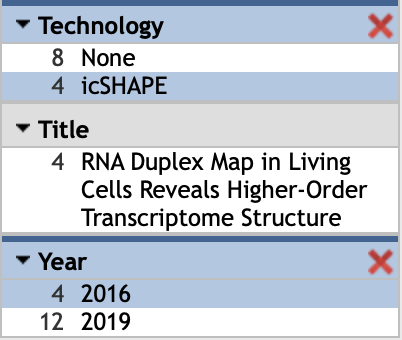 Technology
8 None
4 icSHAPE
Title
4 RNA Duplex Map in Living
Cells Reveals Higher-Order
Transcriptome Structure
Year
4 2016
12 2019